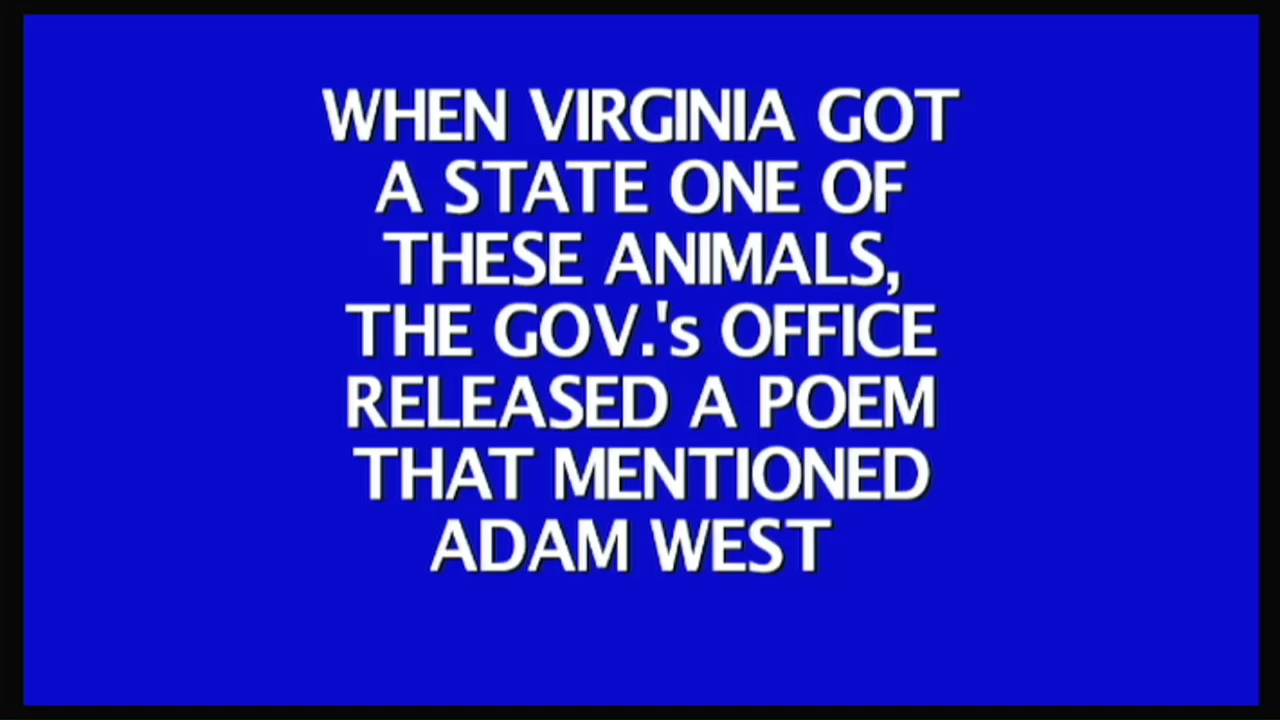 WHEN VIRGINIA GOT
A STATE ONE OF
THESE ANIMALS,
THE GOV.'s OFFICE
RELEASED A POEM
THAT MENTIONED
ADAM WEST